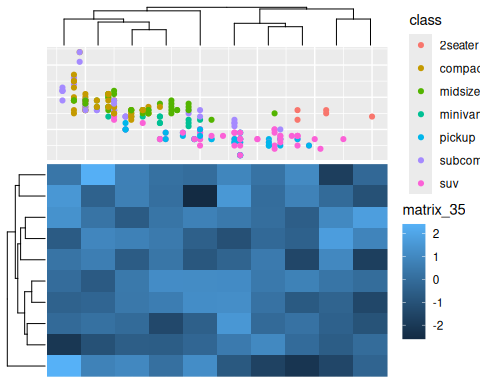 class
2seater
compac
midsize
minivar
pickup
subcom
suv
matrix_35
2
1
0
-1
-2